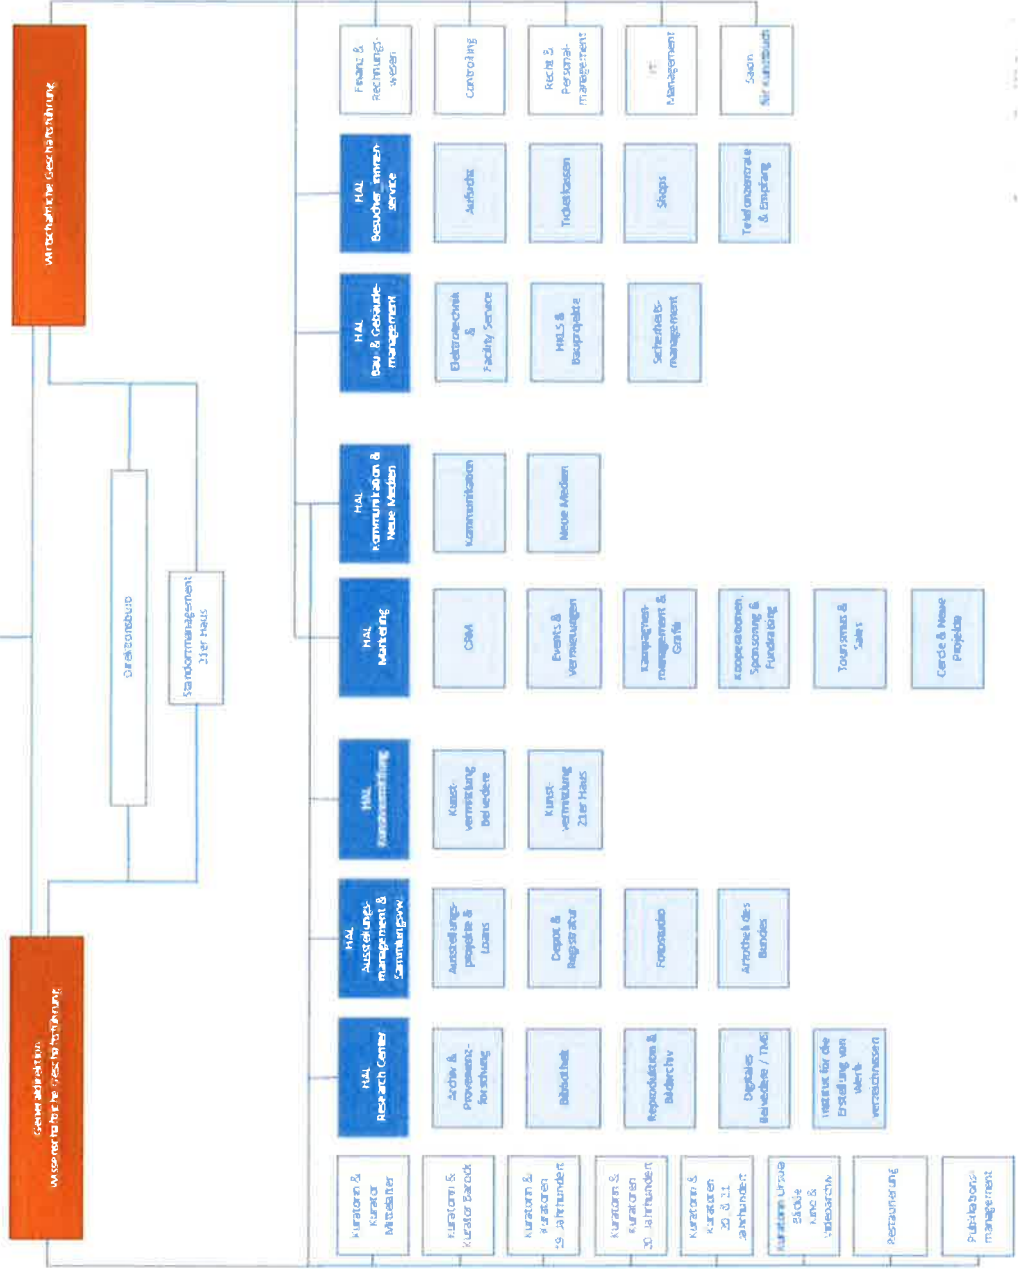 Generaldirektion
wissenschaftliche Geschäftsführung
wirtschaftliche Geschäftsführung
Direktionsbüro
Standortmanagement
21er Haus
Kuratorin &
Kurator
Mittelalter
Kuratorin &
Kurator Barock
Kuratorin &
Kuratoren
19. Jahrhundert
Kuratorin &
Kuratoren
20. Jahrhundert
Kuratorin &
Kuratoren
20. & 21.
Jahrhundert
Kuratorin Ursula
Blickle
Kino &
Videoarchiv
Restaurierung
Publikations-
management
HAL
Research Center
Archiv &
Provenienz-
forschung
Bibliothek
Reproduktion &
Bildarchiv
Digitales
Belvedere / TMS
Institut für die
Erstellung von
Werk-
verzeichnissen
HAL
Ausstellungs-
management &
Sammlungsvw.
Ausstellungs-
projekte &
Loans
Depot &
Registratur
Fotostudio
Artothek des
Bundes
HAL
Kunstvermittlung
Kunst-
vermittlung
Belvedere
Kunst-
vermittlung
21er Haus
HAL
Marketing
CRM
Events &
Vermietungen
Kampagnen-
management &
Grafik
Kooperationen,
Sponsoring &
Fundraising
Tourismus &
Sales
Cercle & Neue
Projekte
HAL
Kommunikation &
Neue Medien
Kommunikation
Neue Medien
HAL
Bau- & Gebäude-
management
Elektrotechnik
&
Facility Service
HKLS &
Bauprojekte
Sicherheits-
management
HAL
Besucher_innen-
service
Aufsicht
Ticketkassen
Shops
Telefonzentrale
& Empfang
Finanz &
Rechnungs-
wesen
Controlling
Recht &
Personal-
management
IT-
Management
Salon
für Kunstbuch